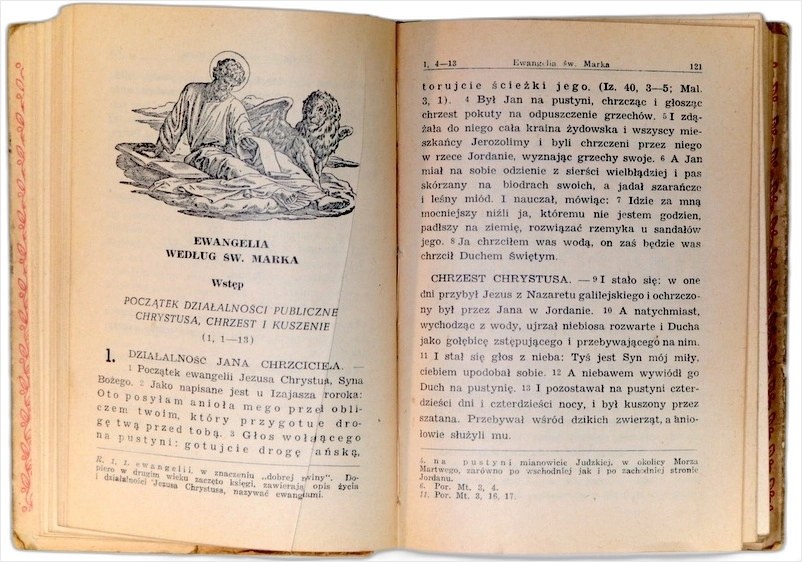 EWANGELIA
WEDŁUG ŚW. MARKA
Wstęp
POCZĄTEK DZIAŁALNOŚCI PUBLICZNEJ
CHRYSTUSA, CHRZEST I KUSZENIE
(1, 1—13)
1. DZIAŁALNOŚĆ JANA CHRZCICIELA. —
1 Początek ewangelii Jezusa Chrystusa, Syna
Bożego. 2 Jako napisane jest u Izajasza proroka:
Oto posyłam anioła mego przed obli-
czem twoim, który przygotuje dro-
gę twą przed tobą. 3 Głos wołającego
na pustyni: gotujcie drogę Pańską,
R. 1, 1. ewangelii, w znaczeniu „dobrej nowiny". Do-
piero w drugim wieku zaczęto księgi, zawierające opis życia
i działalności Jezusa Chrystusa, nazywać ewangeliami.
1, 4—13 Ewangelia św. Marka 121
torujcie ścieżki jego. (Iz. 40, 3—5; Mal.
3, 1). 4 Był Jan na pustyni, chrzcząc i głosząc
chrzest pokuty na odpuszczenie grzechów. 5 I zdą-
żała do niego cała kraina żydowska i wszyscy mie-
szkańcy Jerozolimy i byli chrzczeni przez niego
w rzece Jordanie, wyznając grzechy swoje. 6 A Jan
miał na sobie odzienie z sierści wielbłądziej i pas
skórzany na biodrach swoich, a jadał szarańcze
i leśny miód. I nauczał, mówiąc: 7 Idzie za mną
mocniejszy niźli ja, któremu nie jestem godzien,
padłszy na ziemię, rozwiązać rzemyka u sandałów
jego. 8 Ja chrzciłem was wodą, on zaś będzie was
chrzcił Duchem Świętym.
CHRZEST CHRYSTUSA. — 9 I stało się: w one
dni przybył Jezus z Nazaretu galilejskiego i ochrzczo-
ny był przez Jana w Jordanie. 10 A natychmiast,
wychodząc z wody, ujrzał niebiosa rozwarte i Ducha
jako gołębicę zstępującego i przebywającego na nim.
11 I stał się głos z nieba: Tyś jest Syn mój miły,
ciebiem upodobał sobie. 12 A niebawem wywiódł go
Duch na pustynię. 13 I pozostawał na pustyni czter-
dzieści dni i czterdzieści nocy, i był kuszony przez
szatana. Przebywał wśród dzikich zwierząt, a anio-
łowie służyli mu.
4. na pustyni mianowicie Judzkiej, w okolicy Morza
Martwego, zarówno po wschodniej jak i po zachodniej stronie
Jordanu.
6. Por. Mt. 3, 4.
11. Por. Mt. 3, 16, 17.